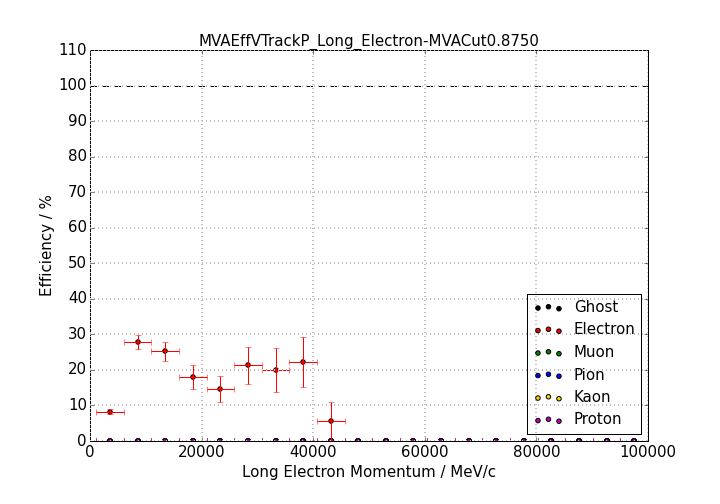 MVAEffVTrackP_Long_Electron-MVACut0.8750
110
100
90
80
70
60
50
40
30
20
10
0
Efficiency / %
Ghost
Electron
Muon
Pion
Kaon
Proton
0 20000 40000 60000 80000 100000
Long Electron Momentum / MeV/c